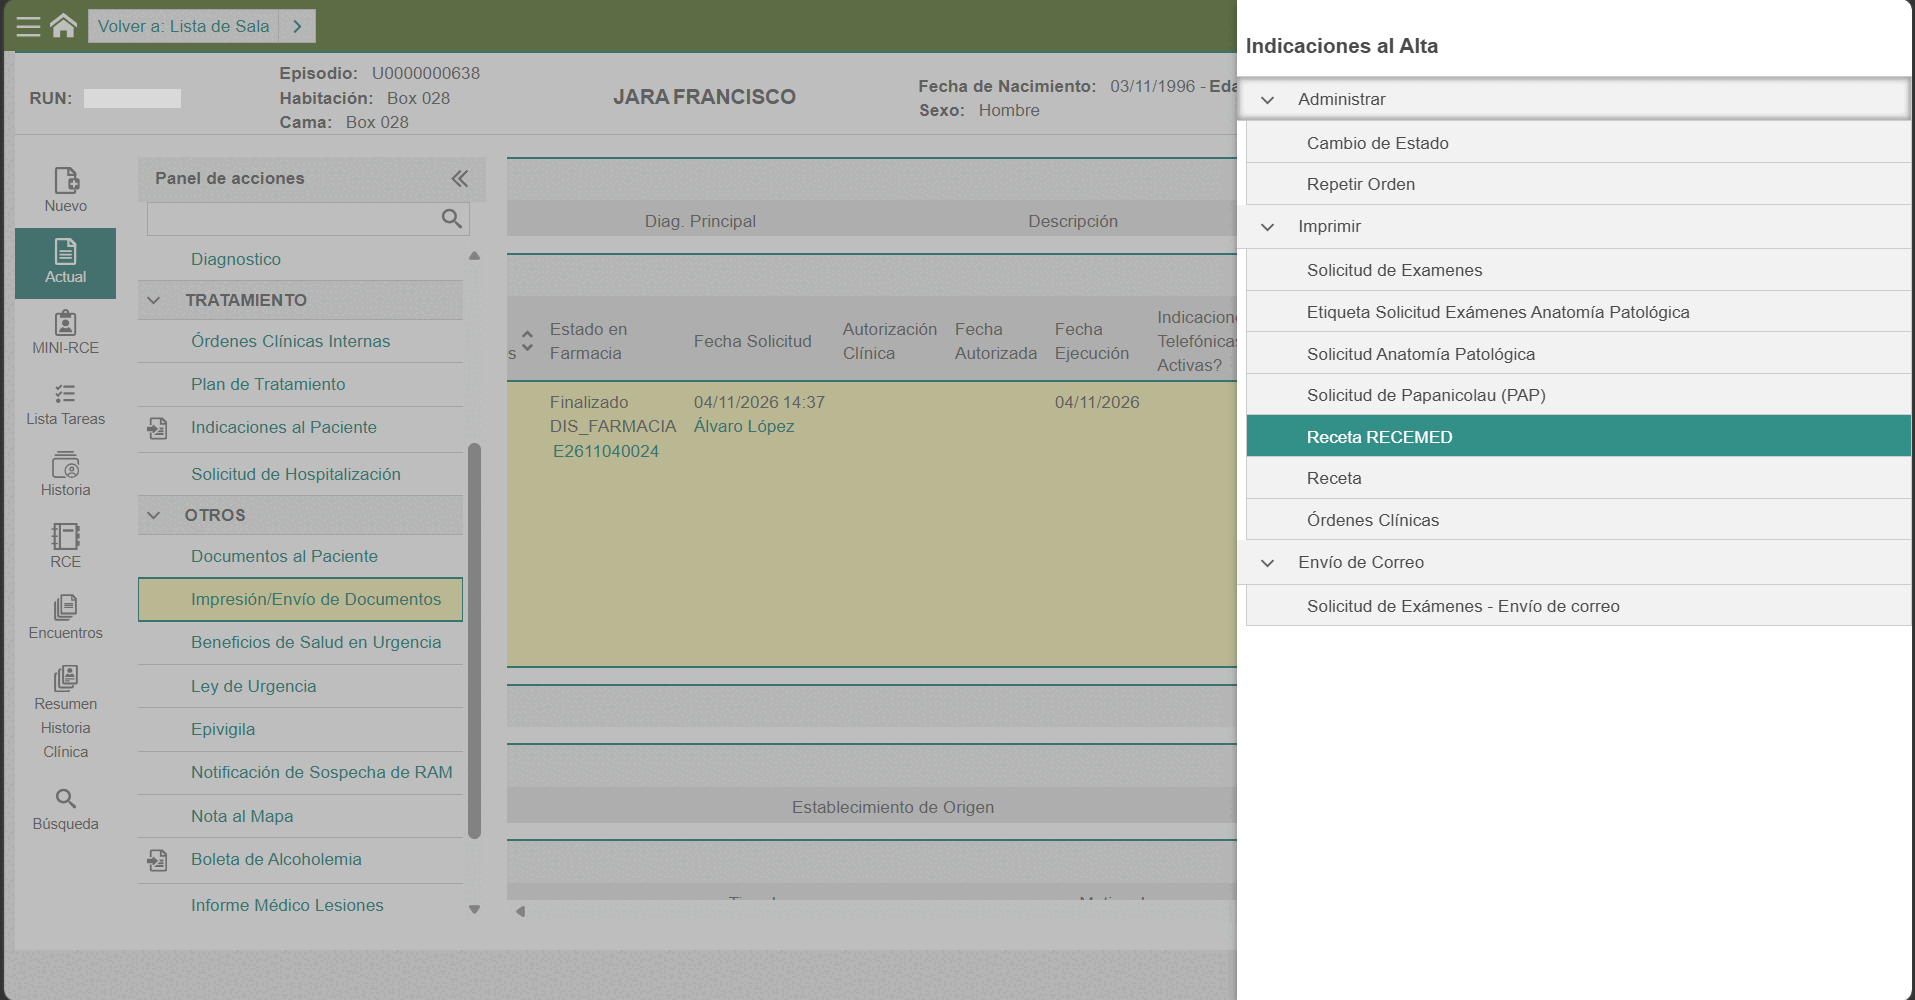 Volver a: Lista de Sala
RUN:
Episodio: U0000000638
Habitación: Box 028
Cama: Box 028
JARA FRANCISCO
Fecha de Nacimiento: 03/11/1996 - Eda
Sexo: Hombre
Nuevo
Actual
MINI-RCE
Lista Tareas
Historia
RCE
Encuentros
Resumen
Historia
Clínica
Búsqueda
Panel de acciones
Diagnostico
TRATAMIENTO
Órdenes Clínicas Internas
Plan de Tratamiento
Indicaciones al Paciente
Solicitud de Hospitalización
OTROS
Documentos al Paciente
Impresión/Envío de Documentos
Beneficios de Salud en Urgencia
Ley de Urgencia
Epivigila
Notificación de Sospecha de RAM
Nota al Mapa
Boleta de Alcoholemia
Informe Médico Lesiones
Diag. Principal
Descripción
s
Estado en
Farmacia
Fecha Solicitud
Autorización
Clínica
Fecha
Autorizada
Fecha
Ejecución
Indicacion
Telefónica
Activas?
Finalizado
DIS_FARMACIA
E2611040024
04/11/2026 14:37
Álvaro López
04/11/2026
Establecimiento de Origen
Indicaciones al Alta
Administrar
Cambio de Estado
Repetir Orden
Imprimir
Solicitud de Examenes
Etiqueta Solicitud Exámenes Anatomía Patológica
Solicitud Anatomía Patológica
Solicitud de Papanicolau (PAP)
Receta RECEMED
Receta
Órdenes Clínicas
Envío de Correo
Solicitud de Exámenes - Envío de correo